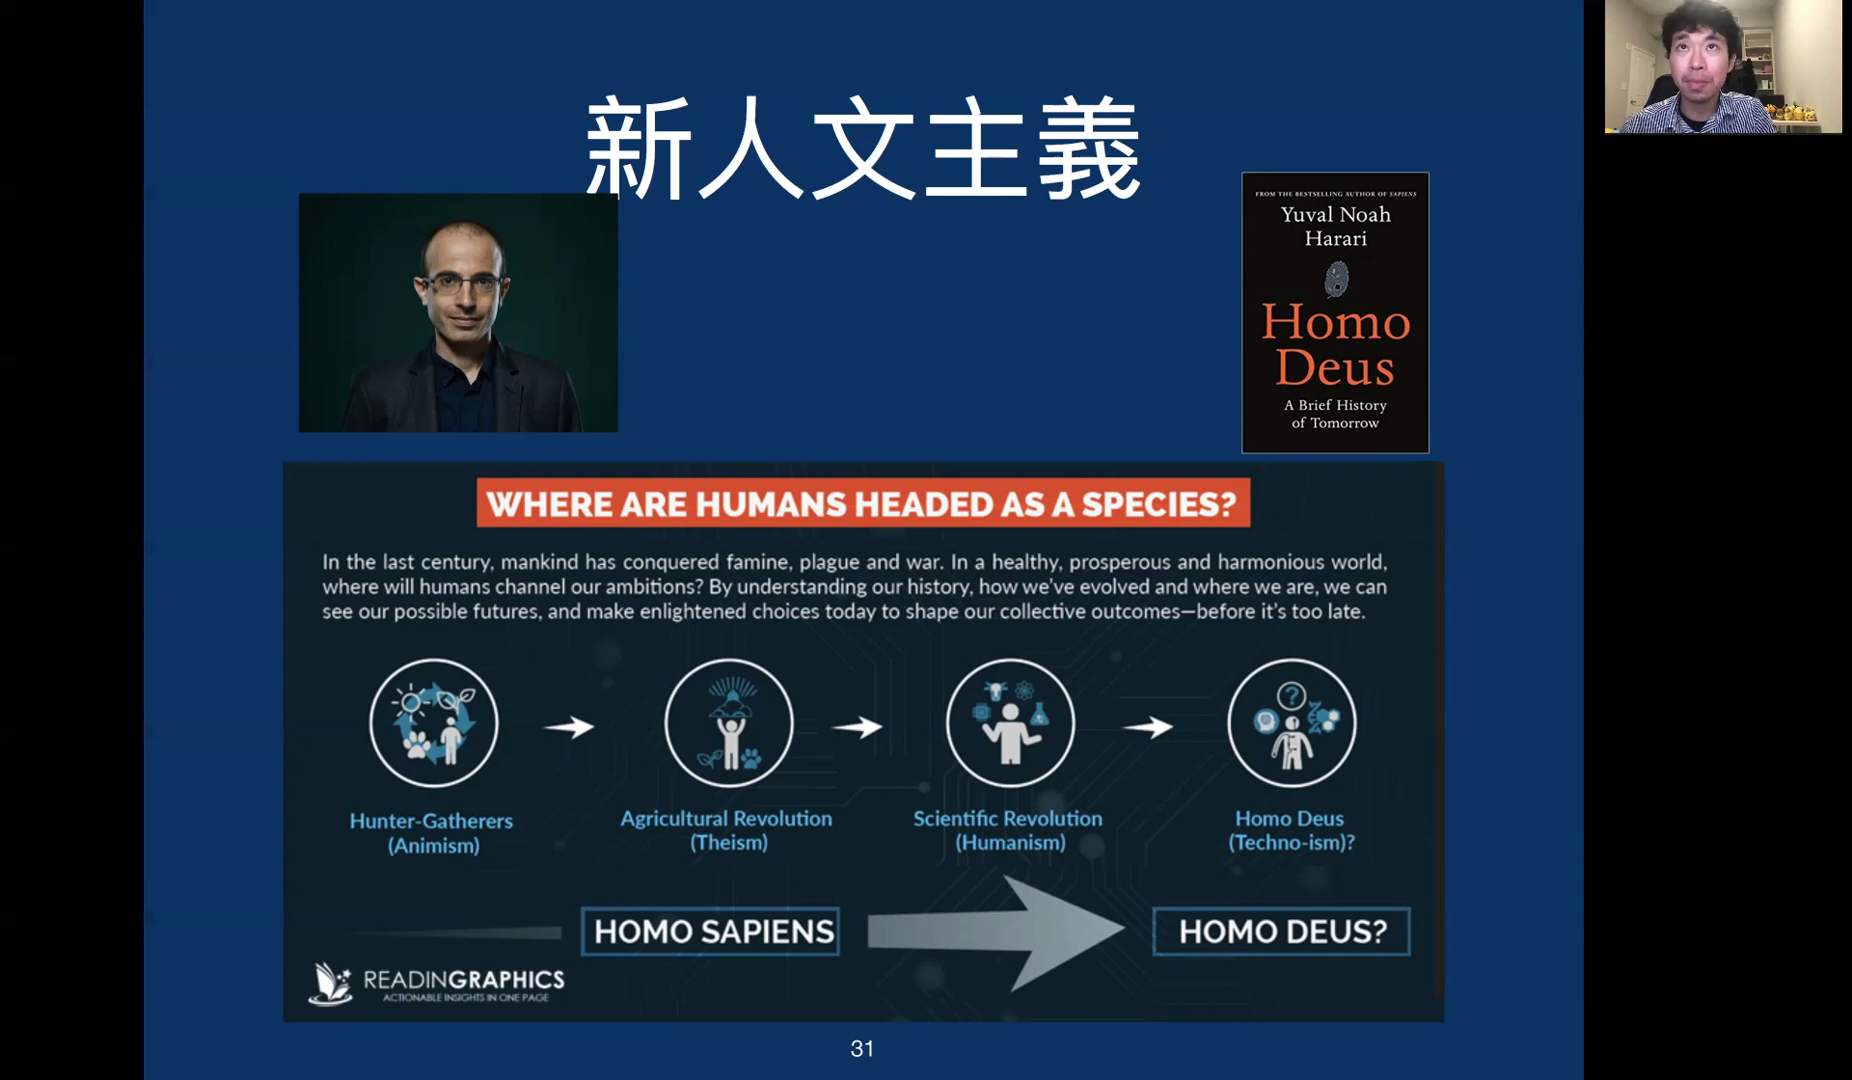 新人文主義
FROM THE BESTSELLING AUTHOR OF SAPIENS
Yuval Noah
Harari
Homo
Deus
A Brief History
of Tomorrow
WHERE ARE HUMANS HEADED AS A SPECIES?
In the last century, mankind has conquered famine, plague and war. In a healthy, prosperous and harmonious world,
where will humans channel our ambitions? By understanding our history, how we've evolved and where we are, we can
see our possible futures, and make enlightened choices today to shape our collective outcomes—before it's too late.
Hunter-Gatherers
(Animism)
Agricultural Revolution
(Theism)
Scientific Revolution
(Humanism)
Homo Deus
(Techno-ism)?
HOMO SAPIENS
HOMO DEUS?
READINGRAPHICS
ACTIONABLE INSIGHTS IN ONE PAGE
31